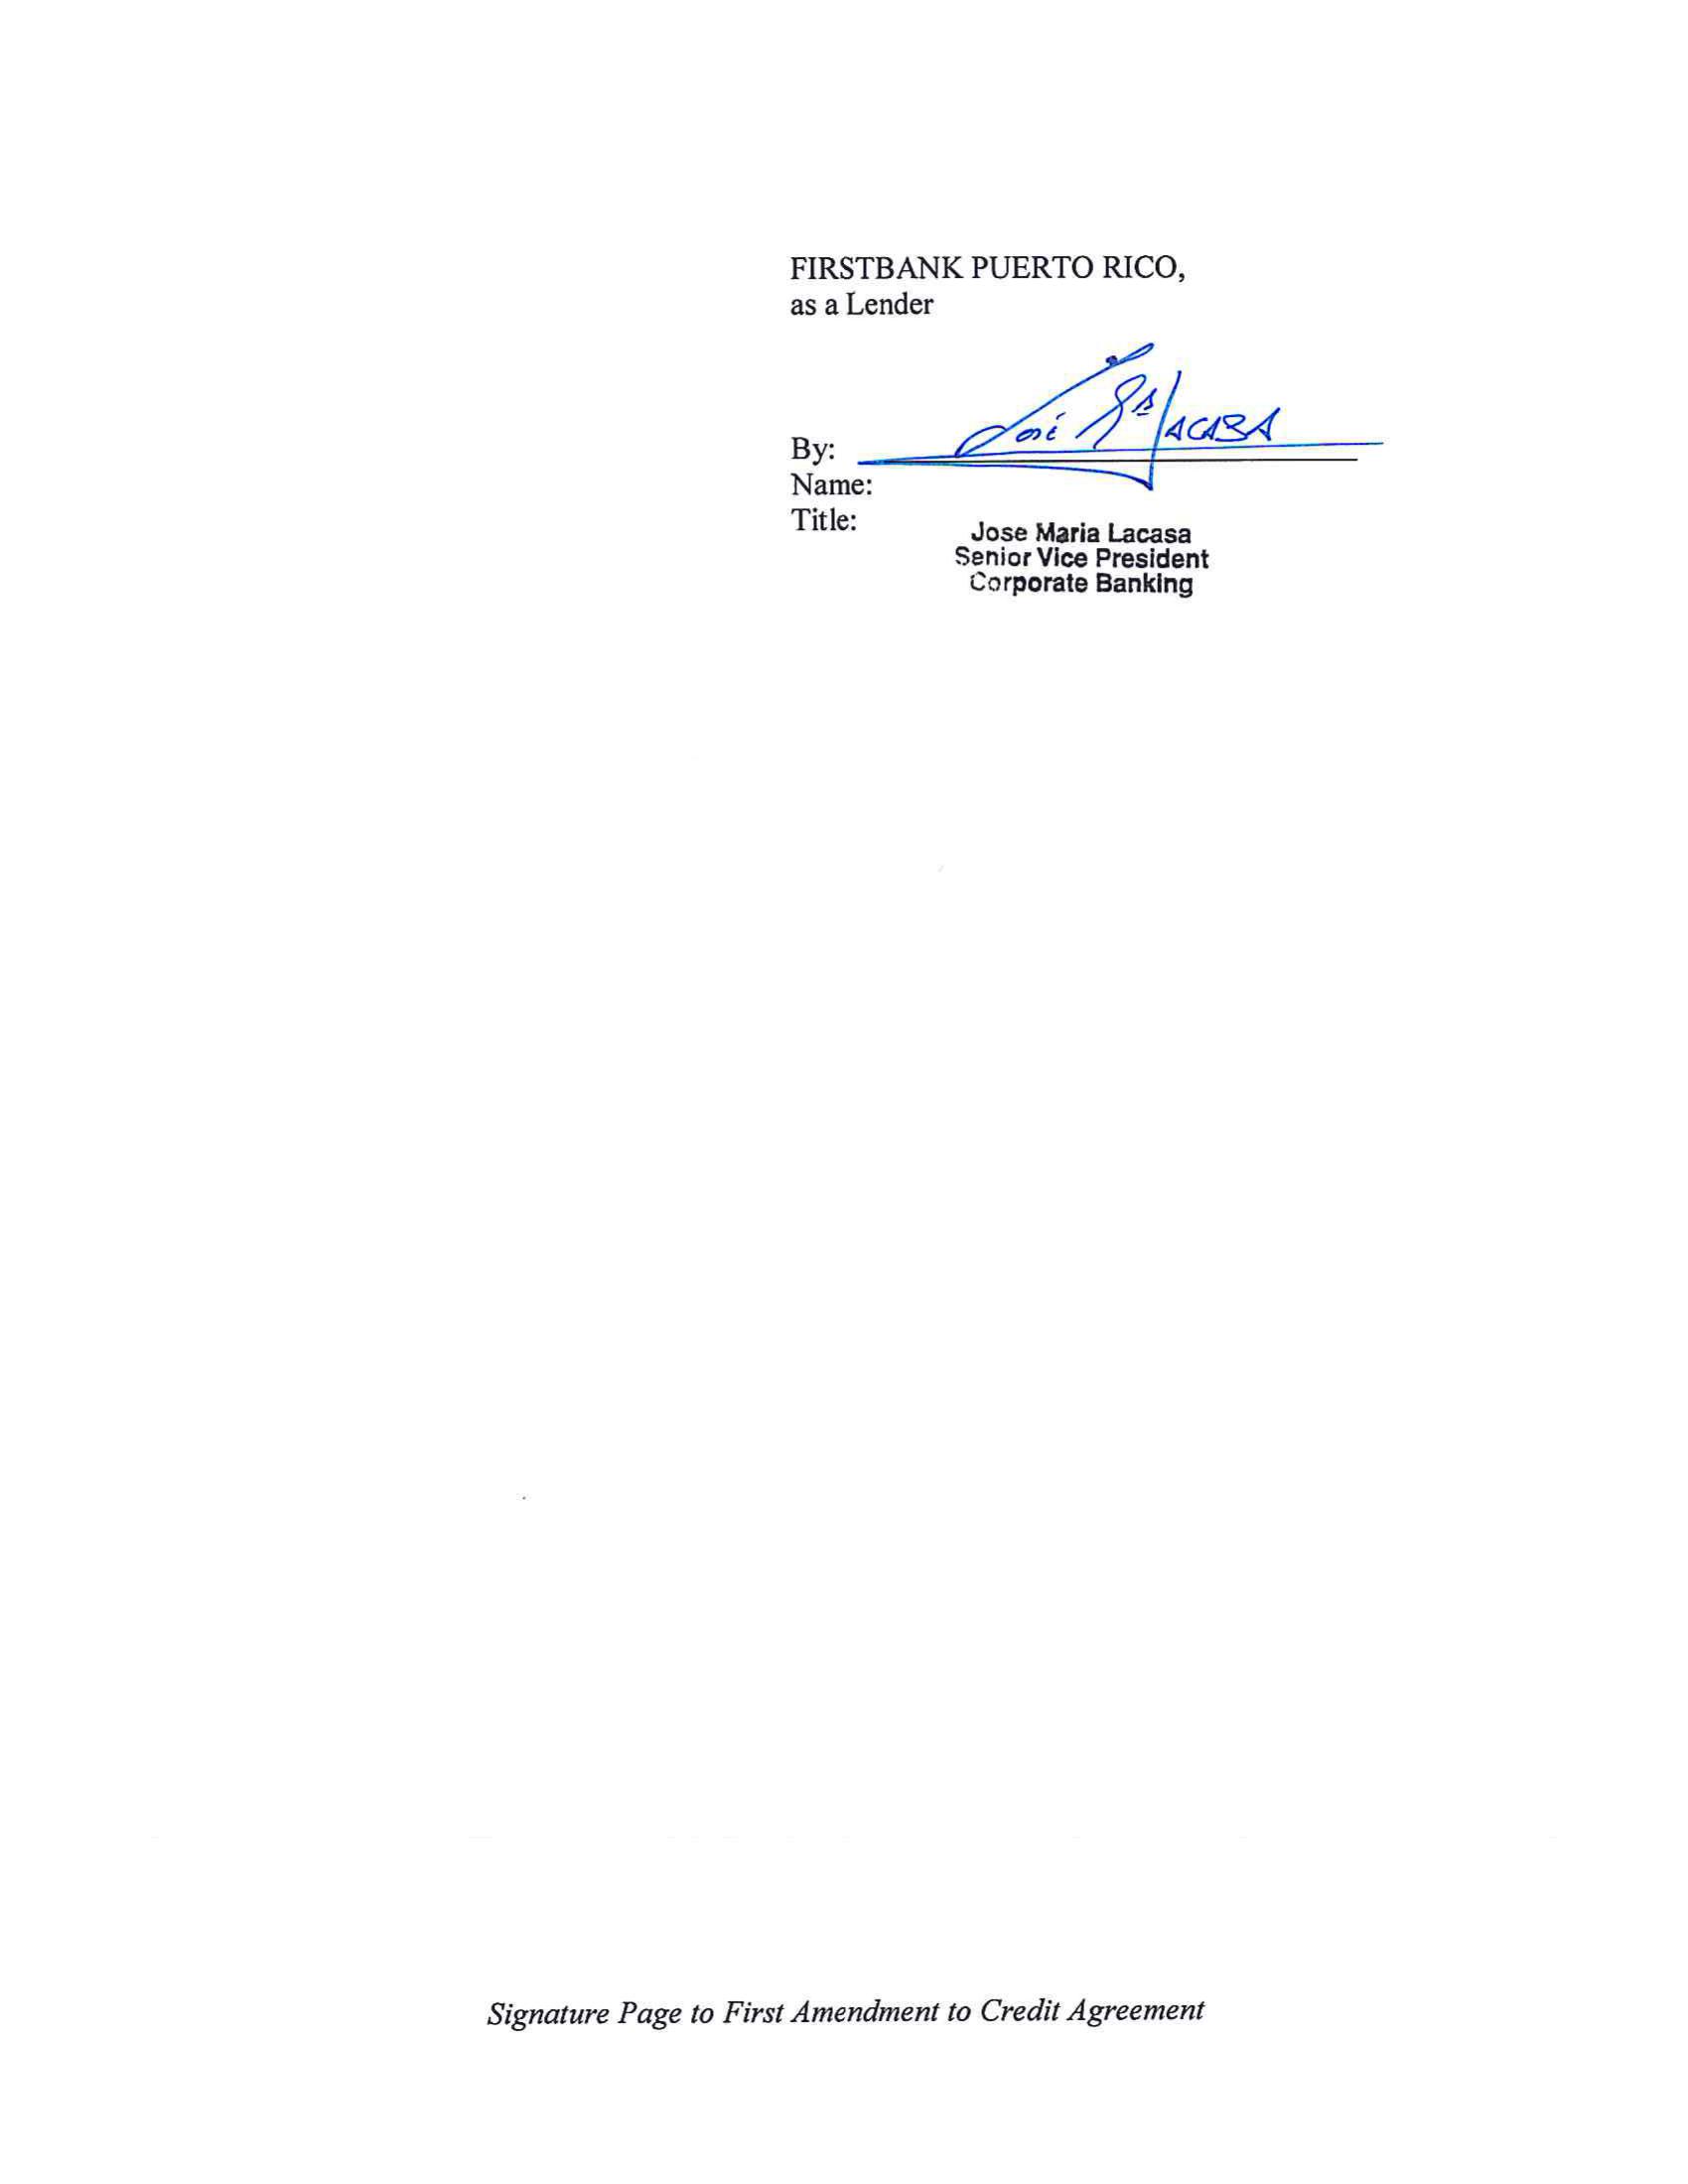 FIRSTBANK PUERTO RICO,
as a Lender
By: José Mª Lacasa
Name:
Title:
Jose Maria Lacasa
Senior Vice President
Corporate Banking
Signature Page to First Amendment to Credit Agreement